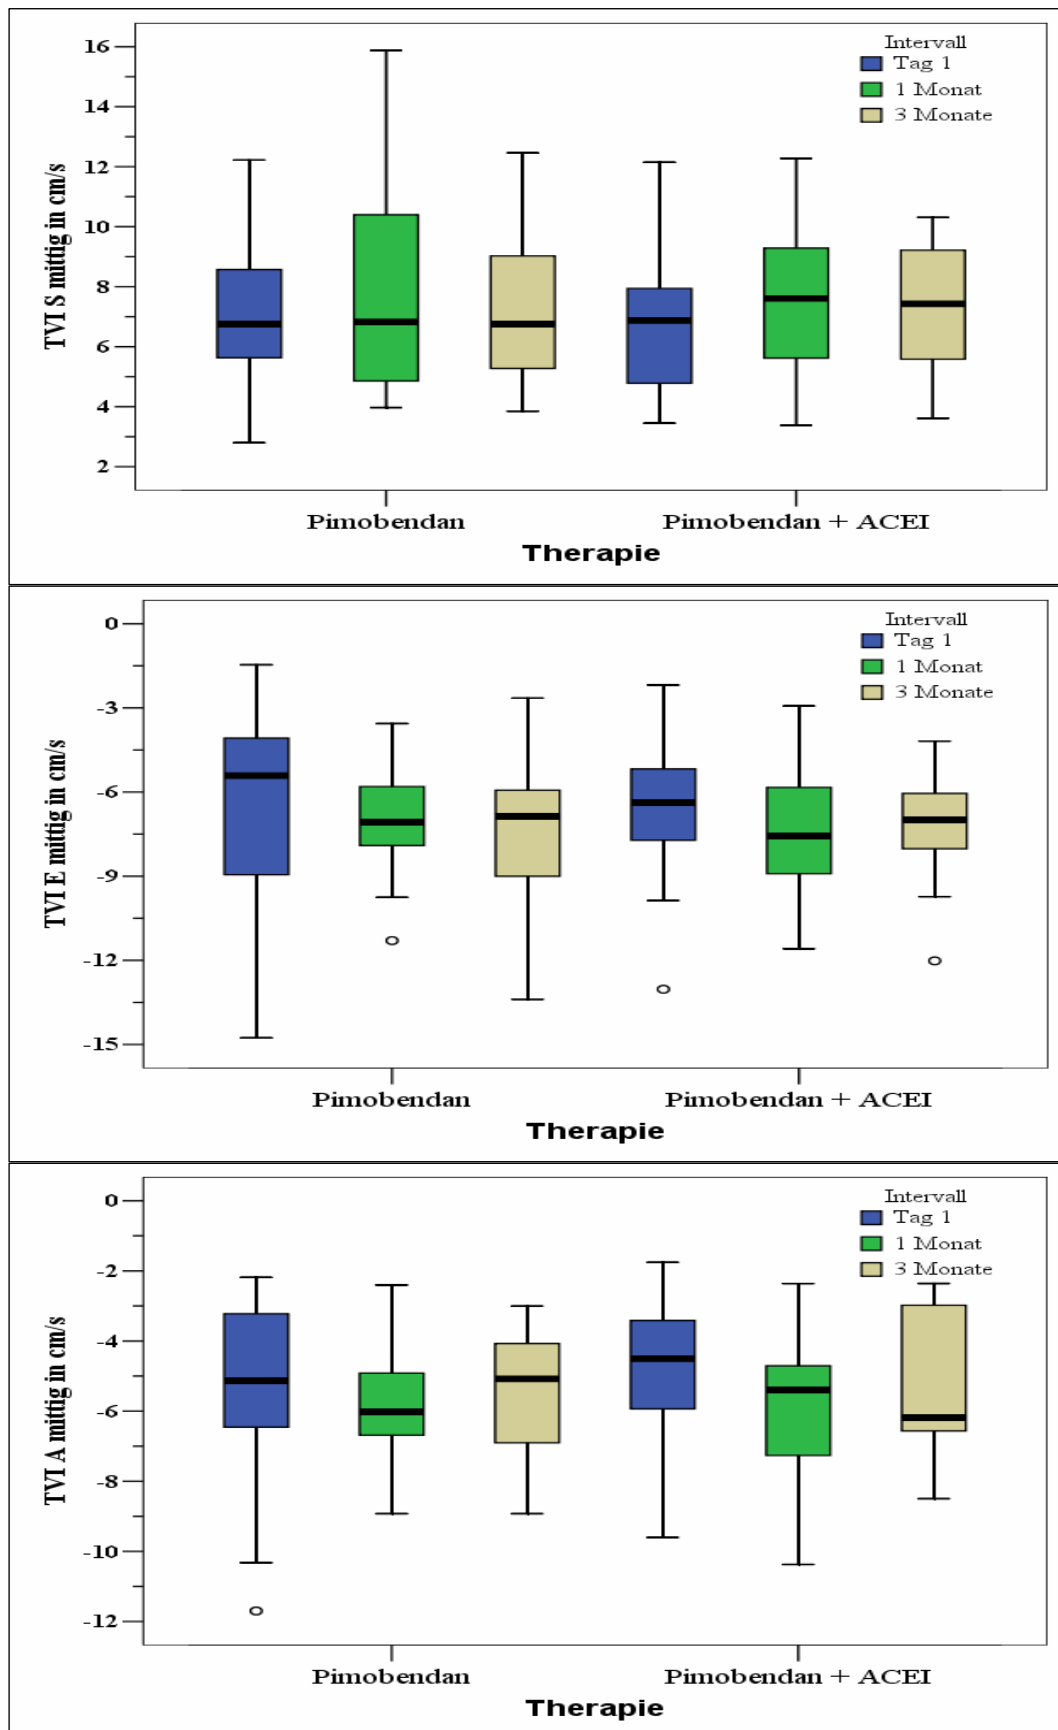 TVI S mittig in cm/s
16
14
12
10
8
6
4
2
Intervall
Tag 1
1 Monat
3 Monate
Pimobendan
Pimobendan + ACEI
Therapie
TVI E mittig in cm/s
0
-3
-6
-9
-12
-15
Intervall
Tag 1
1 Monat
3 Monate
Pimobendan
Pimobendan + ACEI
Therapie
TVI A mittig in cm/s
0
-2
-4
-6
-8
-10
-12
Intervall
Tag 1
1 Monat
3 Monate
Pimobendan
Pimobendan + ACEI
Therapie